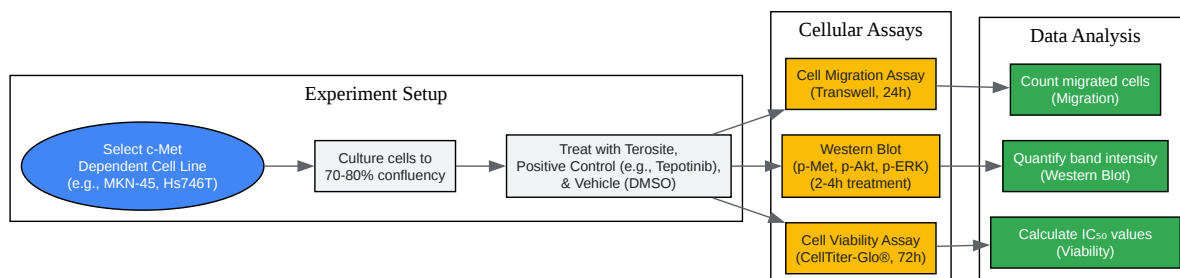 Experiment Setup
Select c-Met
Dependent Cell Line
(e.g., MKN-45, Hs746T)
Culture cells to
70-80% confluency
Treat with Terosite,
Positive Control (e.g., Tepotinib),
& Vehicle (DMSO)
Cellular Assays
Cell Migration Assay
(Transwell, 24h)
Western Blot
(p-Met, p-Akt, p-ERK)
(2-4h treatment)
Cell Viability Assay
(CellTiter-Glo®, 72h)
Data Analysis
Count migrated cells
(Migration)
Quantify band intensity
(Western Blot)
Calculate IC₅₀ values
(Viability)